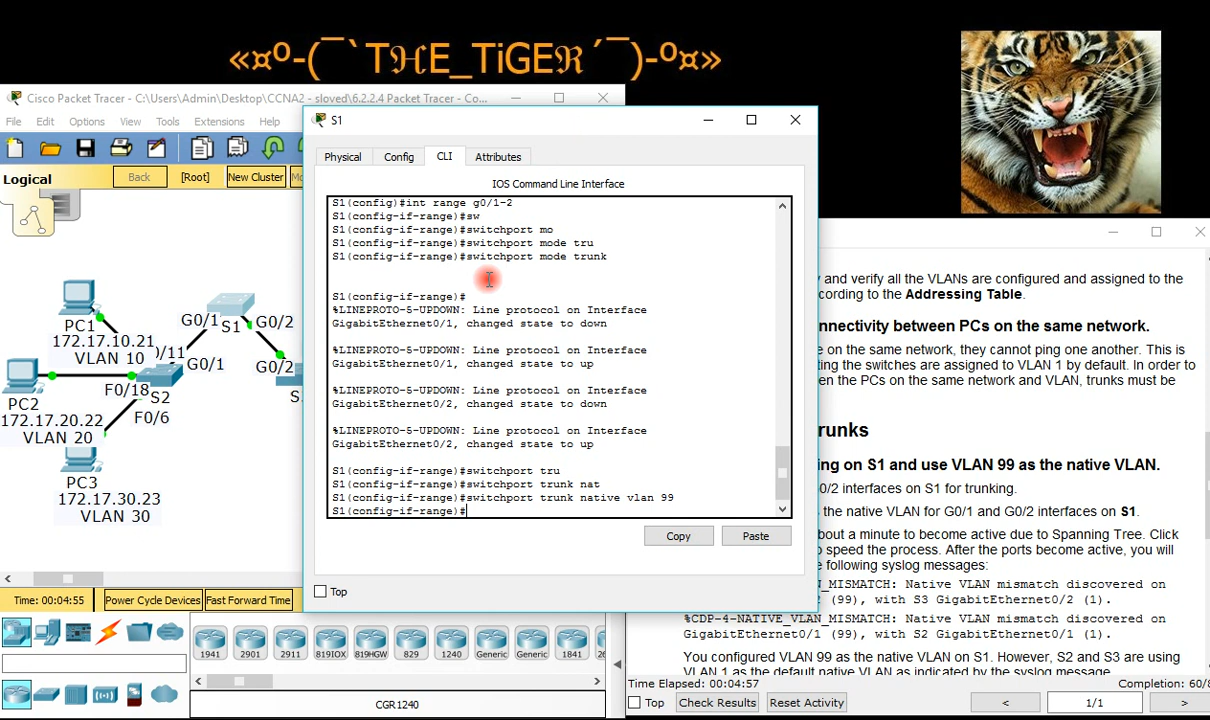 «¤º-(¯`TℋE_TiGEℜ´¯)-º¤»
Cisco Packet Tracer - C:\Users\Admin\Desktop\CCNA2 - sloved\6.2.2.4 Packet Tracer - Co...
File Edit Options View Tools Extensions Help
Logical Back [Root] New Cluster
PC1
172.17.10.21
VLAN 10
G0/1 S1 G0/2
G0/1
G0/2
F0/18 S2
F0/6
PC2
172.17.20.22
VLAN 20
PC3
172.17.30.23
VLAN 30
Time: 00:04:55 Power Cycle Devices Fast Forward Time
1941 2901 2911 819IOX 819HGW 829 1240 Generic Generic 1841
CGR1240
S1
Physical Config CLI Attributes
IOS Command Line Interface
S1(config)#int range g0/1-2
S1(config-if-range)#sw
S1(config-if-range)#switchport mo
S1(config-if-range)#switchport mode tru
S1(config-if-range)#switchport mode trunk
S1(config-if-range)#
%LINEPROTO-5-UPDOWN: Line protocol on Interface
GigabitEthernet0/1, changed state to down
%LINEPROTO-5-UPDOWN: Line protocol on Interface
GigabitEthernet0/1, changed state to up
%LINEPROTO-5-UPDOWN: Line protocol on Interface
GigabitEthernet0/2, changed state to down
%LINEPROTO-5-UPDOWN: Line protocol on Interface
GigabitEthernet0/2, changed state to up
S1(config-if-range)#switchport tru
S1(config-if-range)#switchport trunk nat
S1(config-if-range)#switchport trunk native vlan 99
S1(config-if-range)#
Copy Paste
Top
y and verify all the VLANs are configured and assigned to the
cording to the Addressing Table.
nnectivity between PCs on the same network.
e on the same network, they cannot ping one another. This is
ting the switches are assigned to VLAN 1 by default. In order to
en the PCs on the same network and VLAN, trunks must be
runks
ing on S1 and use VLAN 99 as the native VLAN.
0/2 interfaces on S1 for trunking.
the native VLAN for G0/1 and G0/2 interfaces on S1.
bout a minute to become active due to Spanning Tree. Click
o speed the process. After the ports become active, you will
e following syslog messages:
N_MISMATCH: Native VLAN mismatch discovered on
2 (99), with S3 GigabitEthernet0/2 (1).
%CDP-4-NATIVE_VLAN_MISMATCH: Native VLAN mismatch discovered on
GigabitEthernet0/1 (99), with S2 GigabitEthernet0/1 (1).
You configured VLAN 99 as the native VLAN on S1. However, S2 and S3 are using
VLAN 1 as the default native VLAN as indicated by the syslog message.
Time Elapsed: 00:04:57 Completion: 60/8
Top Check Results Reset Activity < 1/1 >